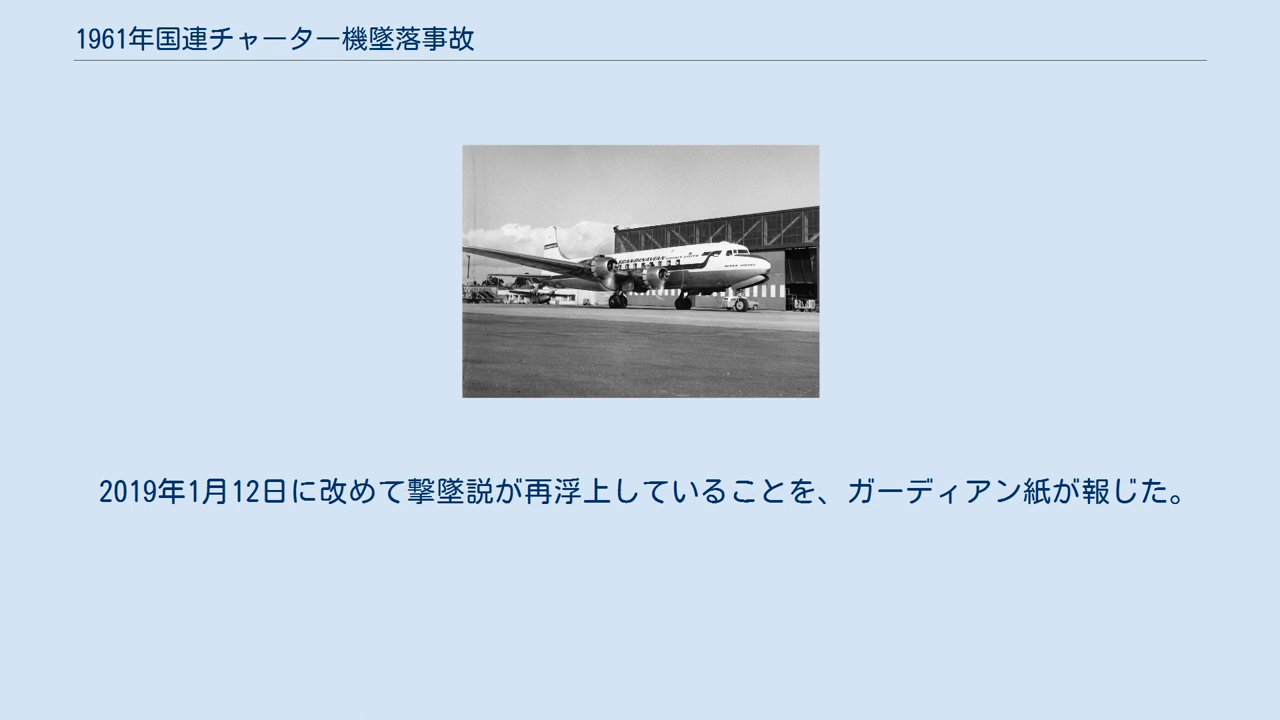 1961年国連チャーター機墜落事故
SCANDINAVIAN
2019年1月12日に改めて撃墜説が再浮上していることを、ガーディアン紙が報じた。